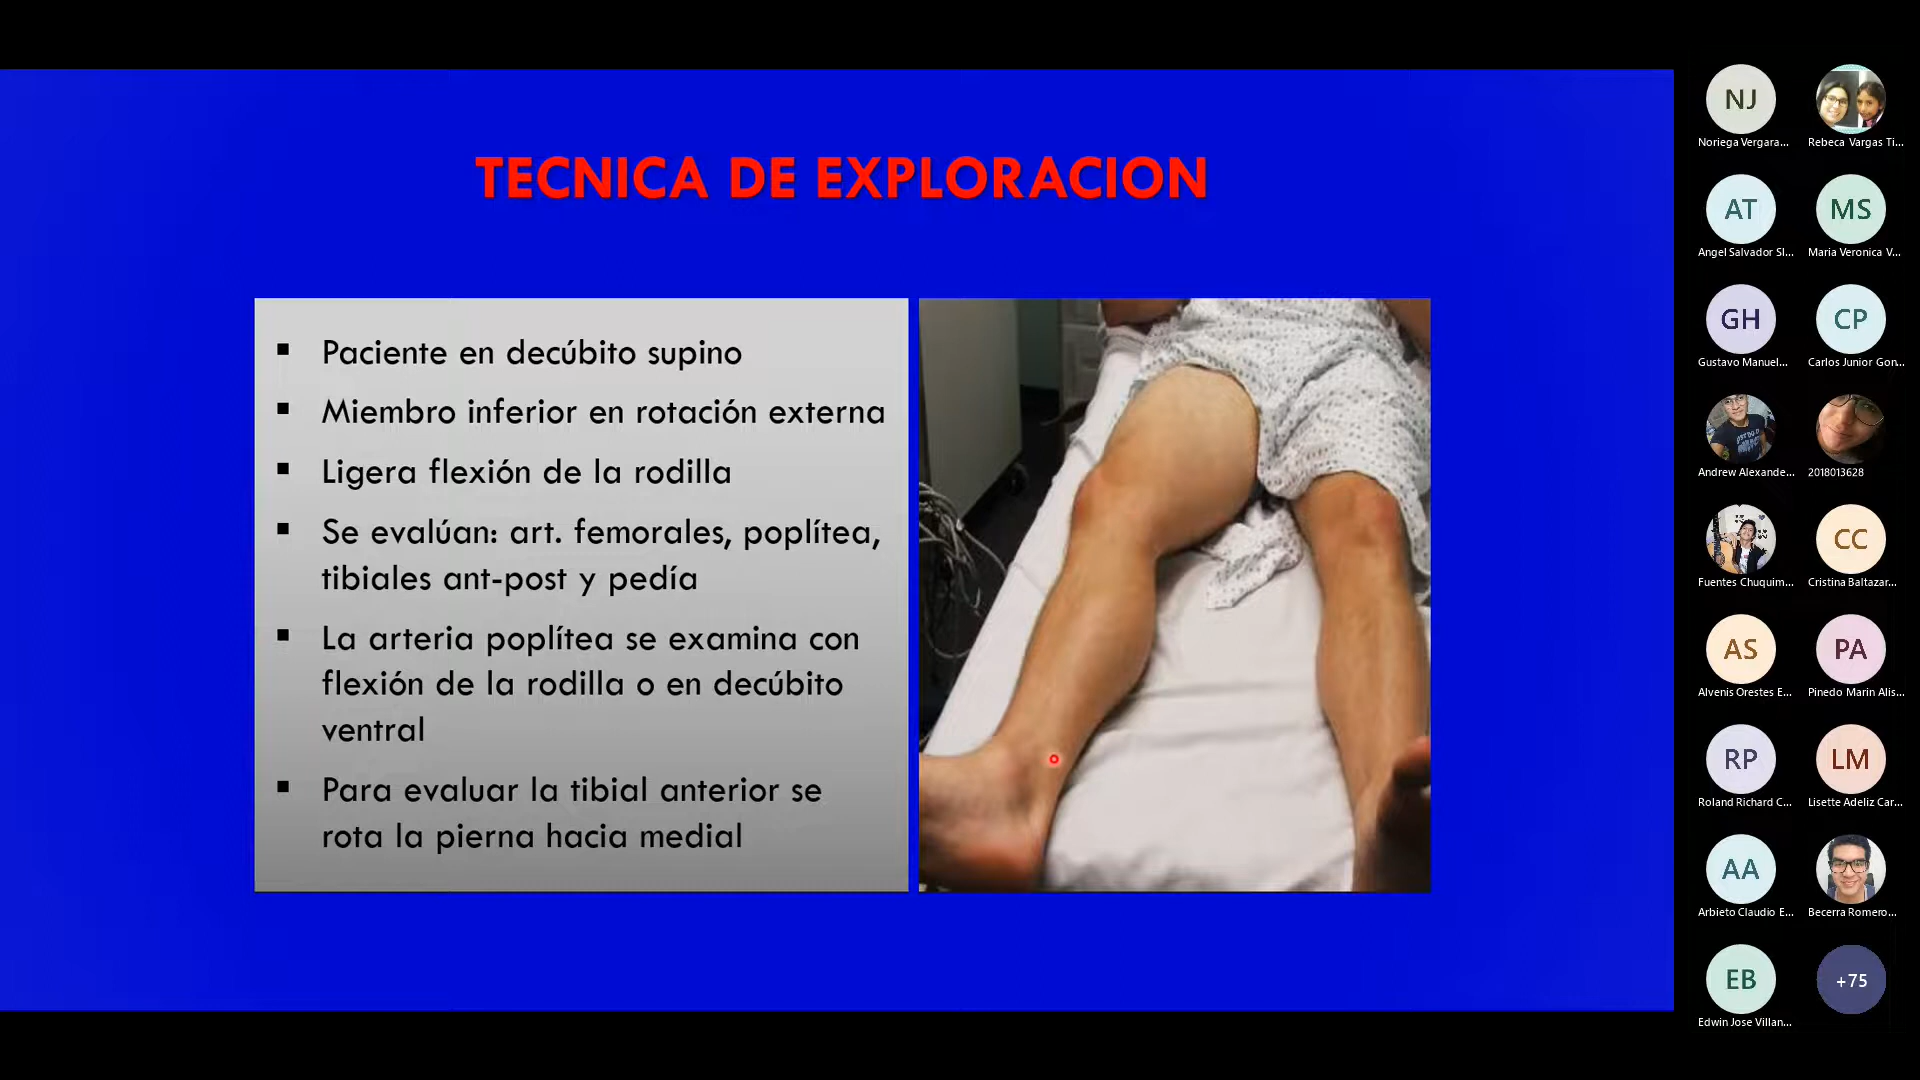 TECNICA DE EXPLORACION
▪ Paciente en decúbito supino
▪ Miembro inferior en rotación externa
▪ Ligera flexión de la rodilla
▪ Se evalúan: art. femorales, poplítea,
tibiales ant-post y pedía
▪ La arteria poplítea se examina con
flexión de la rodilla o en decúbito
ventral
▪ Para evaluar la tibial anterior se
rota la pierna hacia medial
NJ
Noriega Vergara...
Rebeca Vargas Ti...
AT
MS
Angel Salvador Sl...
Maria Veronica V...
GH
CP
Gustavo Manuel...
Carlos Junior Gon...
Andrew Alexande...
2018013628
CC
Fuentes Chuquim...
Cristina Baltazar...
AS
PA
Alvenis Orestes E...
Pinedo Marin Alis...
RP
LM
Roland Richard C...
Lisette Adeliz Car...
AA
Arbieto Claudio E...
Becerra Romero...
EB
+75
Edwin Jose Villan...